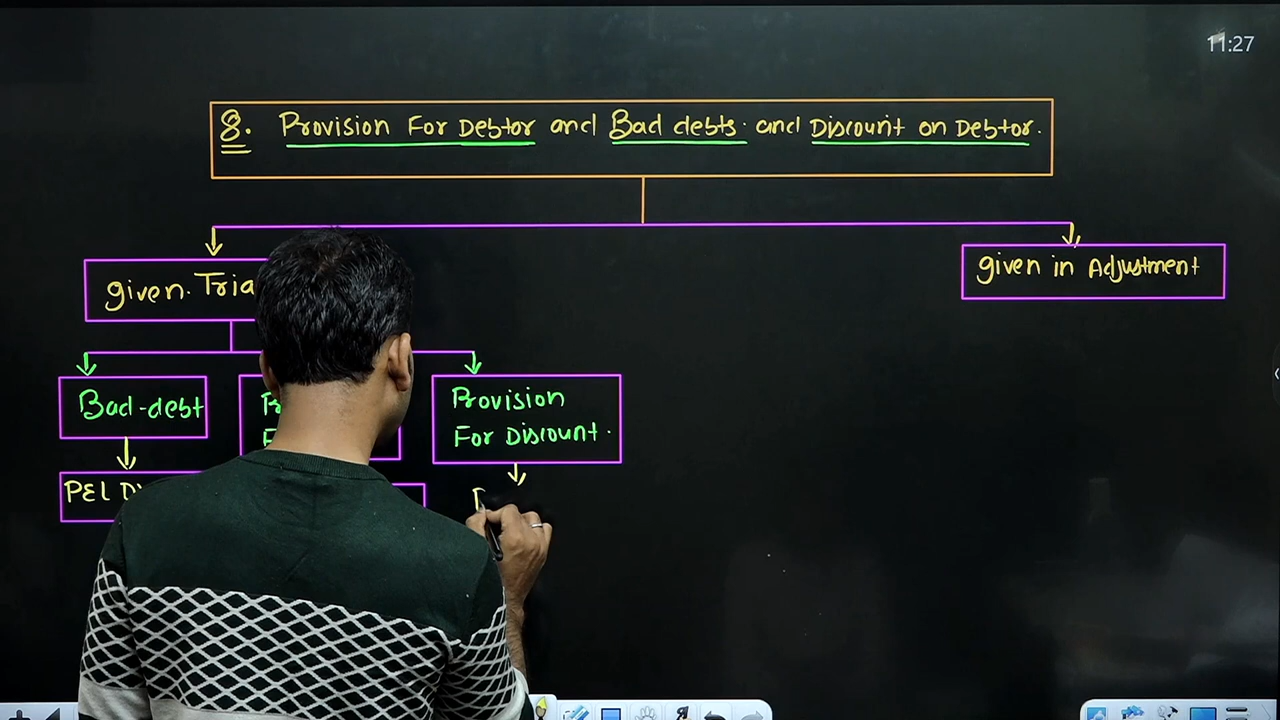 11:27
8. Provision For Debtor and Bad debts. and Discount on Debtor.
given. Tria
given in Adjustment
Bad-debt
Provision
For Discount.
P&L